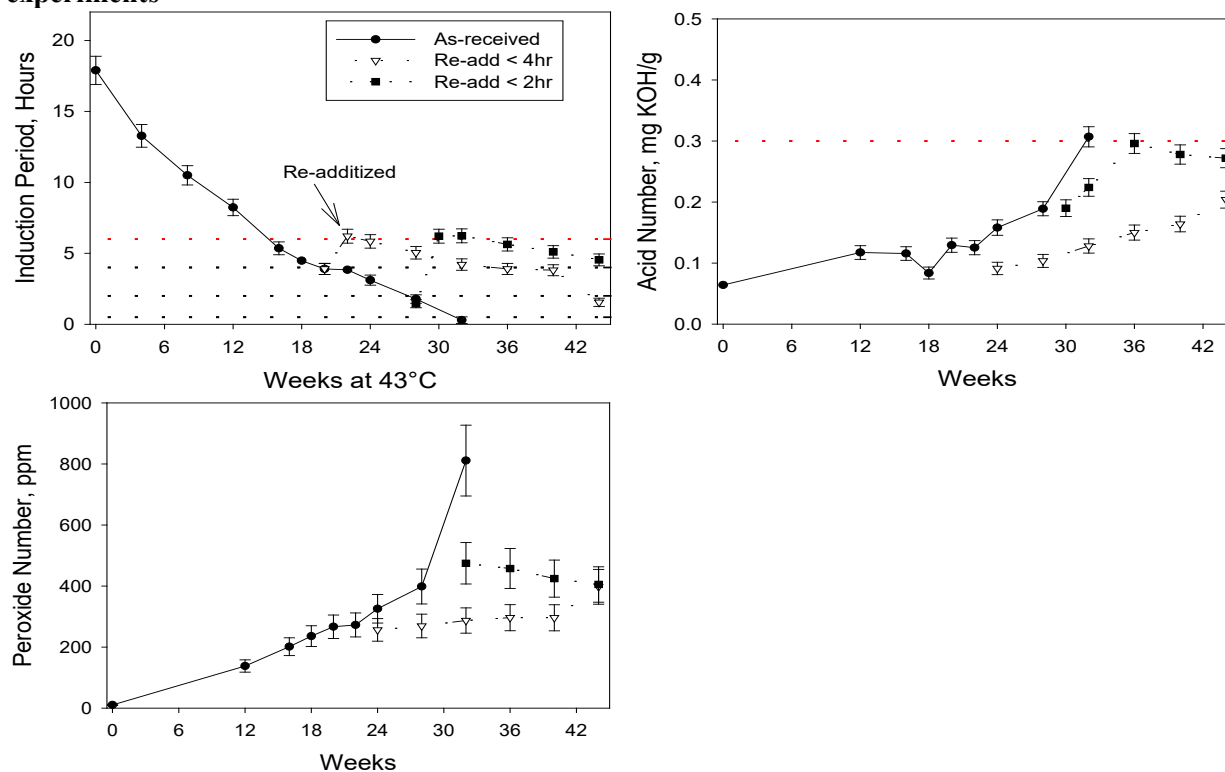 experiments
20
15
10
5
0
0 6 12 18 24 30 36 42
Induction Period, Hours
Weeks at 43°C
As-received
Re-add < 4hr
Re-add < 2hr
Re-additized
0.5
0.4
0.3
0.2
0.1
0.0
0 6 12 18 24 30 36 42
Acid Number, mg KOH/g
Weeks
1000
800
600
400
200
0
0 6 12 18 24 30 36 42
Peroxide Number, ppm
Weeks